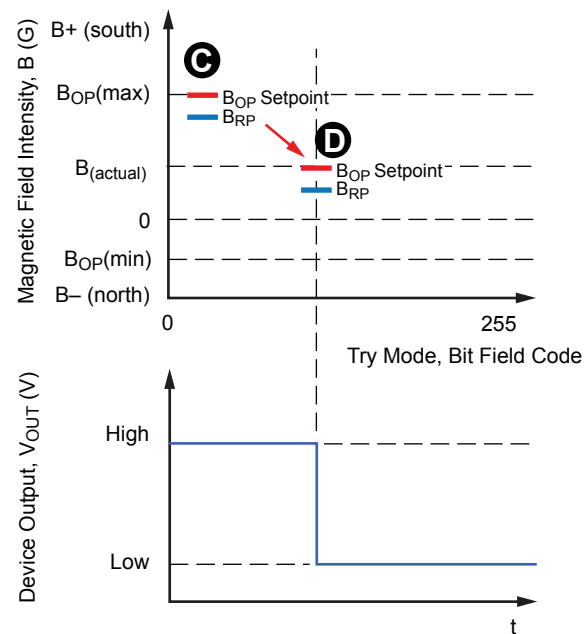 Magnetic Field Intensity, B (G)
B+ (south)
C
BOP(max)
BOP Setpoint
BRP
D
B(actual)
BOP Setpoint
BRP
0
BOP(min)
B– (north)
0
255
Try Mode, Bit Field Code
Device Output, VOUT (V)
High
Low
t